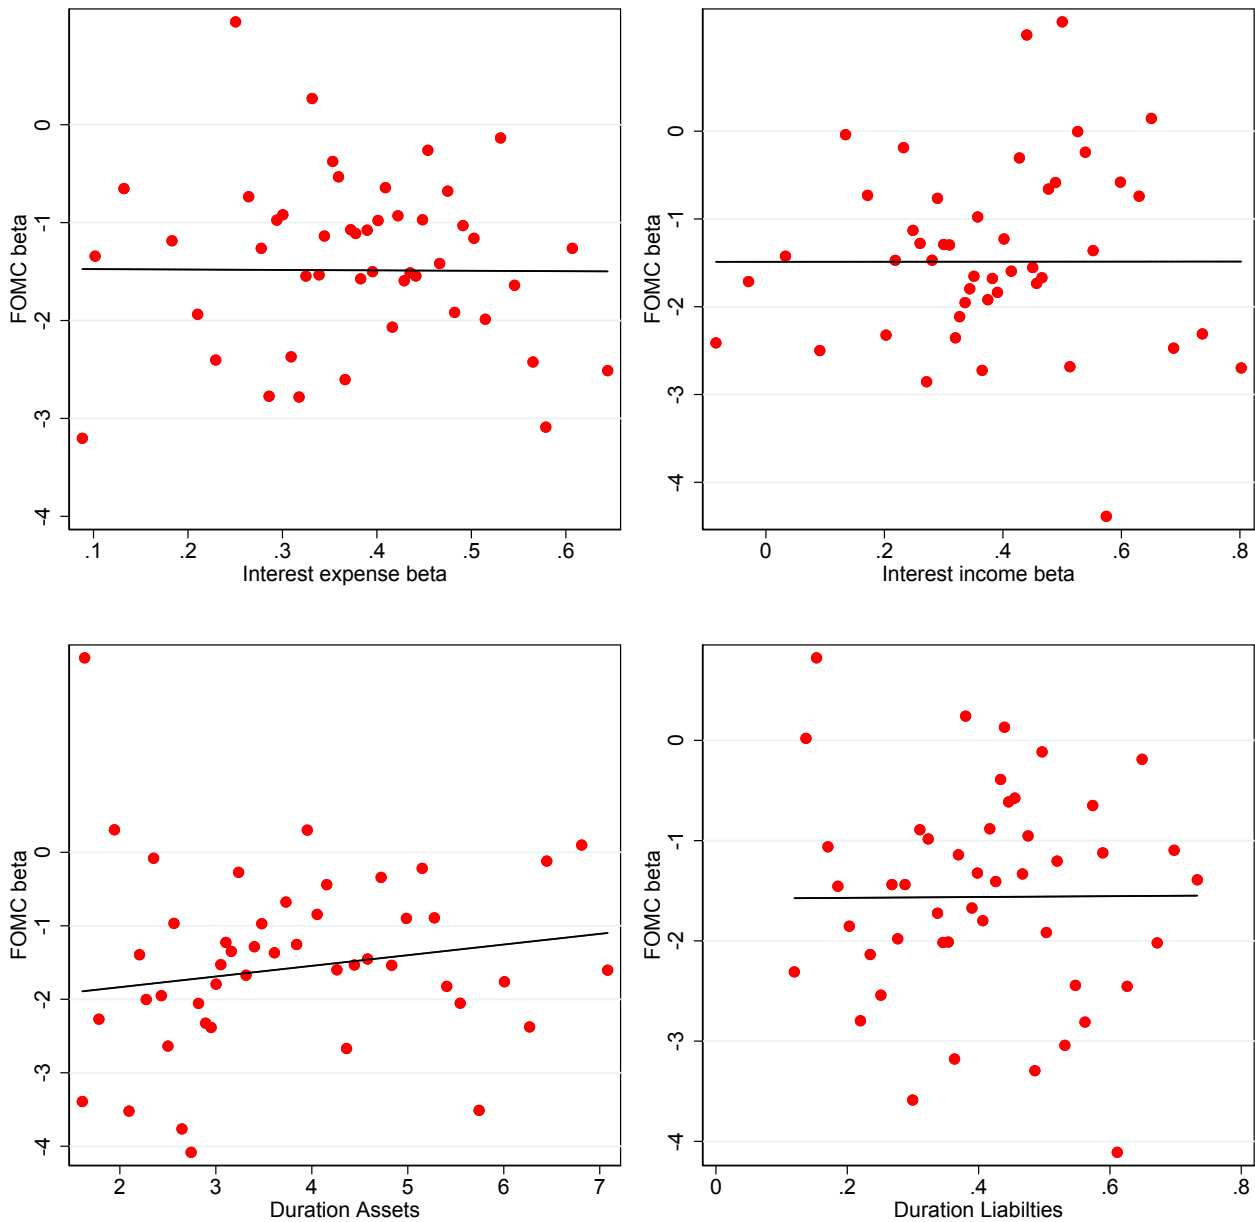 0
-1
-2
-3
-4
FOMC beta
.1 .2 .3 .4 .5 .6
Interest expense beta
0
-1
-2
-3
-4
FOMC beta
0 .2 .4 .6 .8
Interest income beta
0
-1
-2
-3
-4
FOMC beta
2 3 4 5 6 7
Duration Assets
0
-1
-2
-3
-4
FOMC beta
0 .2 .4 .6 .8
Duration Liabilties